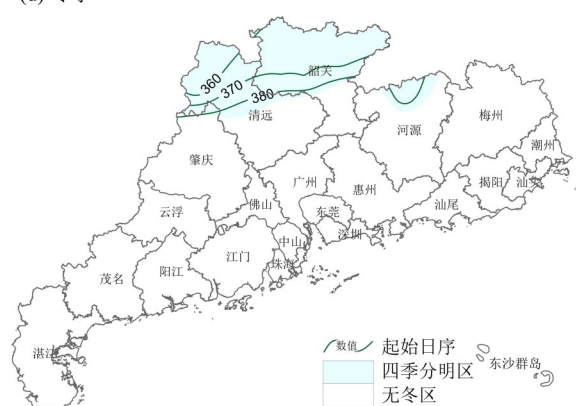 360
370
380
韶关
清远
河源
梅州
潮州
肇庆
揭阳
汕头
广州
惠州
云浮
佛山
东莞
汕尾
深圳
中山
江门
珠海
阳江
茂名
湛江
数值
起始日序
四季分明区
无冬区
东沙群岛